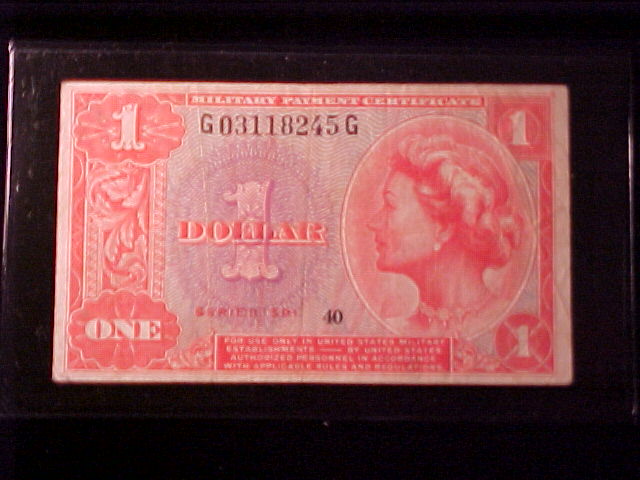 MILITARY PAYMENT CERTIFICATE
1
1
G03118245G
1
DOLLAR
SERIES 591
40
ONE
1
FOR USE ONLY IN UNITED STATES MILITARY
ESTABLISHMENTS — BY UNITED STATES
AUTHORIZED PERSONNEL IN ACCORDANCE
WITH APPLICABLE RULES AND REGULATIONS